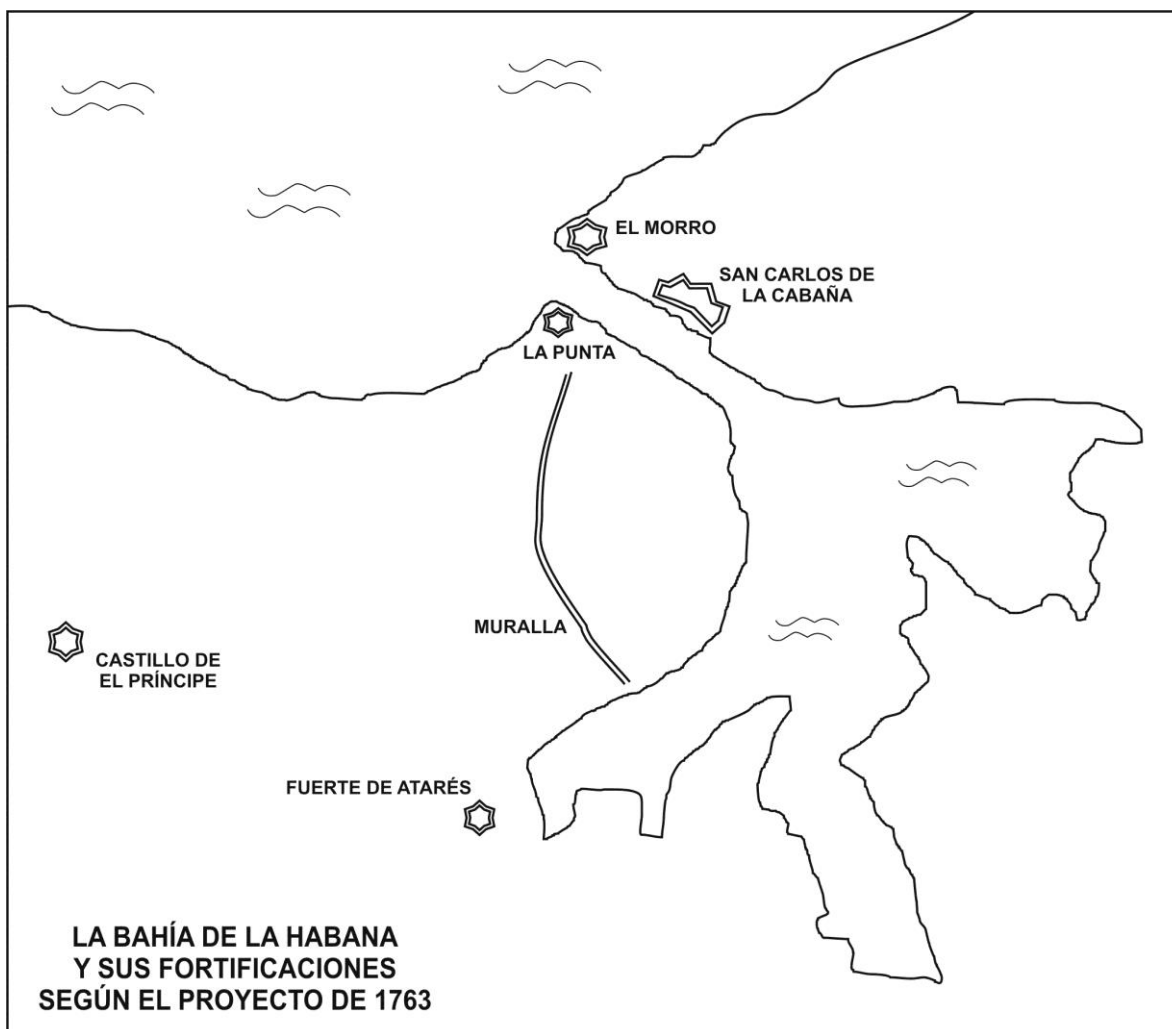 EL MORRO
SAN CARLOS DE
LA CABAÑA
LA PUNTA
MURALLA
CASTILLO DE
EL PRÍNCIPE
FUERTE DE ATARÉS
LA BAHÍA DE LA HABANA
Y SUS FORTIFICACIONES
SEGÚN EL PROYECTO DE 1763